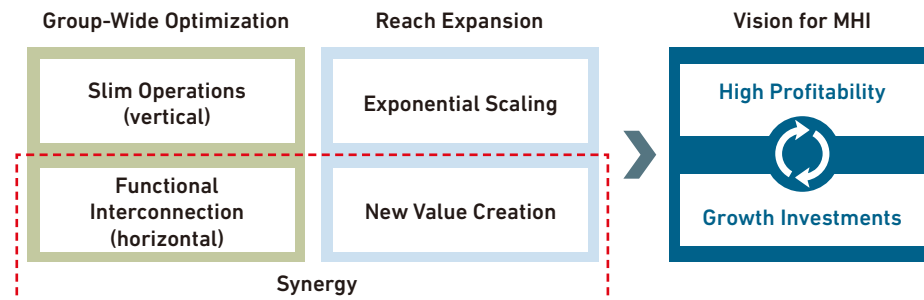 Group-Wide Optimization
Reach Expansion
Vision for MHI
Slim Operations
(vertical)
Exponential Scaling
High Profitability
Functional
Interconnection
(horizontal)
New Value Creation
Growth Investments
Synergy